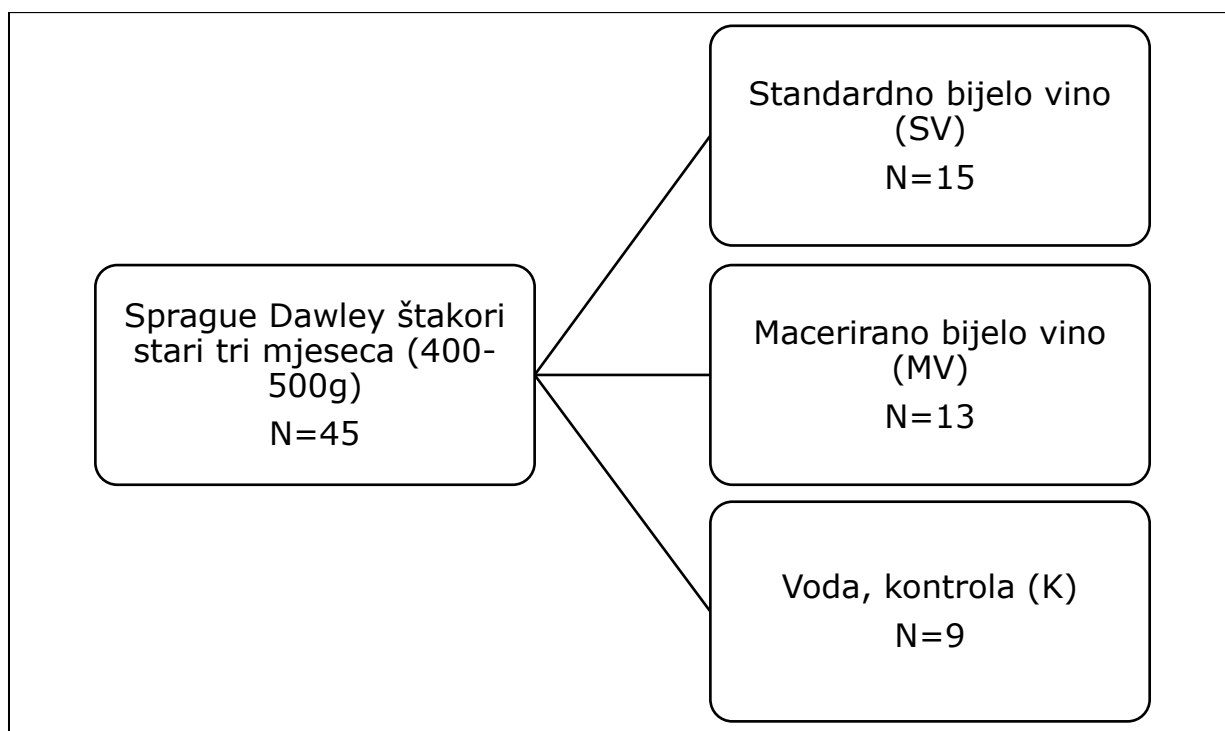 Sprague Dawley štakori
stari tri mjeseca (400-
500g)
N=45
Standardno bijelo vino
(SV)
N=15
Macerirano bijelo vino
(MV)
N=13
Voda, kontrola (K)
N=9